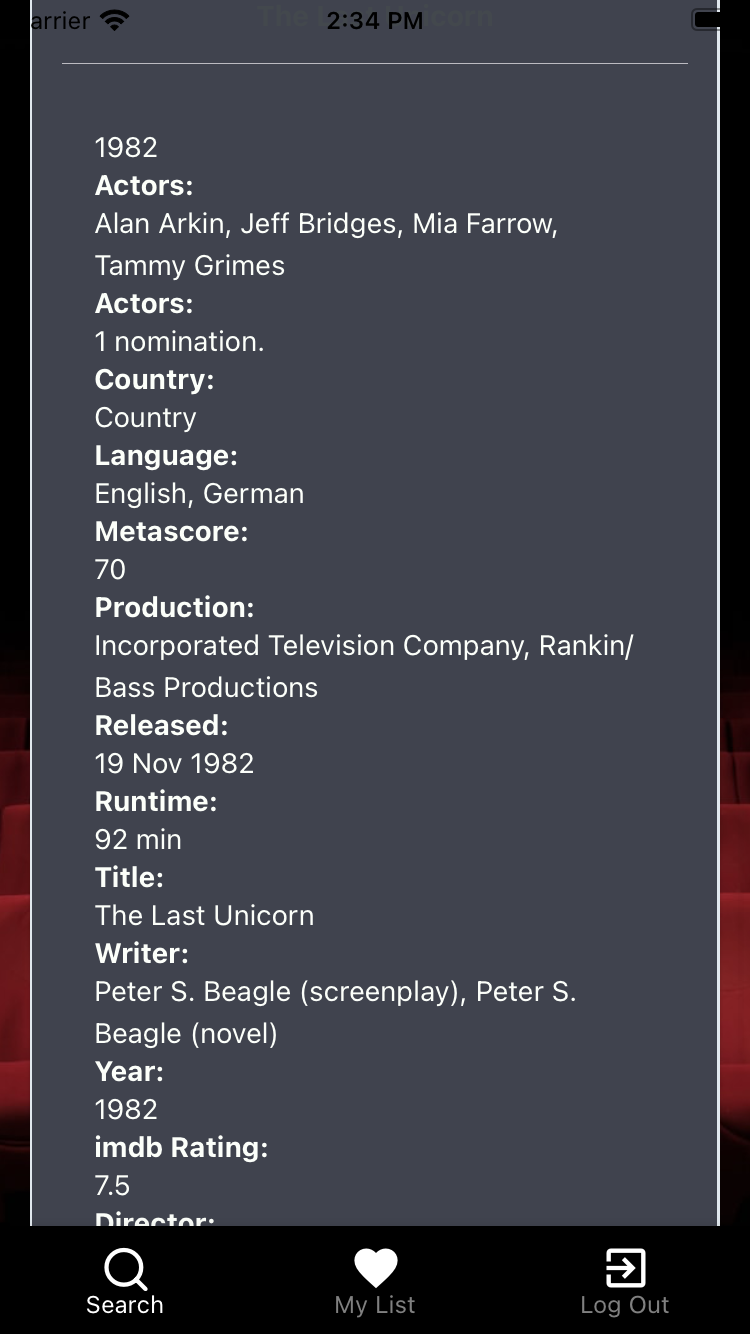 arrier 2:34 PM
The Last Unicorn
1982
Actors:
Alan Arkin, Jeff Bridges, Mia Farrow,
Tammy Grimes
Actors:
1 nomination.
Country:
Country
Language:
English, German
Metascore:
70
Production:
Incorporated Television Company, Rankin/
Bass Productions
Released:
19 Nov 1982
Runtime:
92 min
Title:
The Last Unicorn
Writer:
Peter S. Beagle (screenplay), Peter S.
Beagle (novel)
Year:
1982
imdb Rating:
7.5
Director:
Search My List Log Out